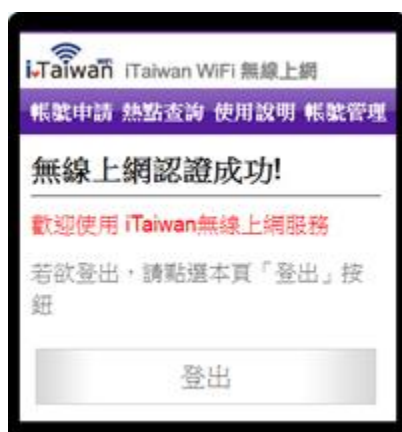 i-Taiwan iTaiwan WiFi 無線上網
帳號申請 熱點查詢 使用說明 帳號管理
無線上網認證成功!
歡迎使用 iTaiwan無線上網服務
若欲登出，請點選本頁「登出」按
鈕
登出